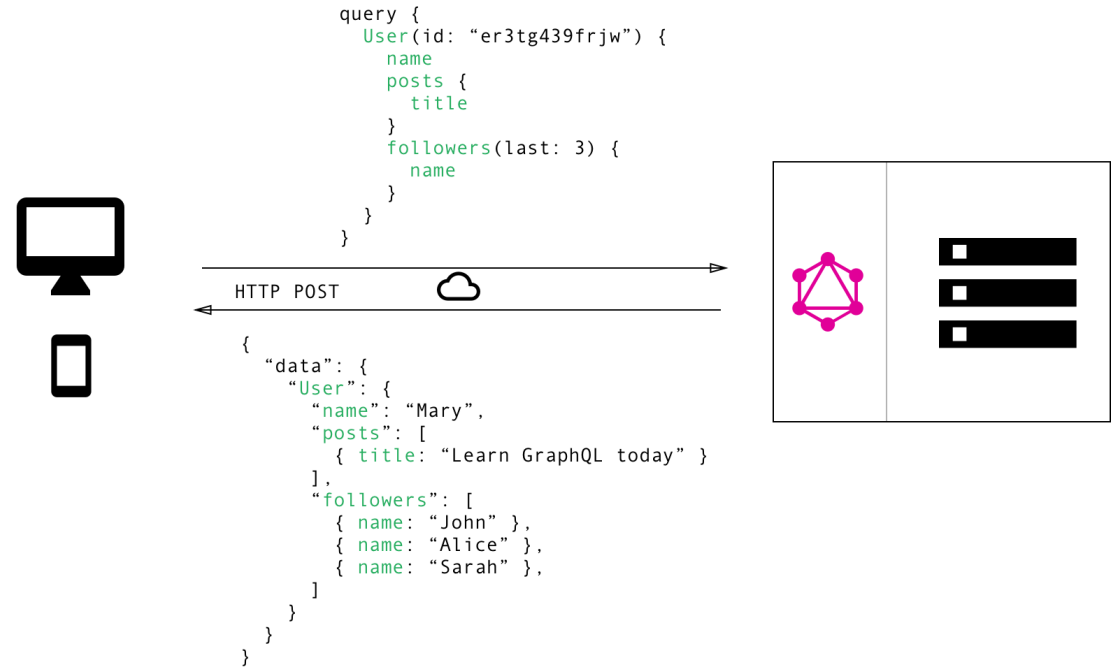 query {
  User(id: “er3tg439frjw”) {
    name
    posts {
      title
    }
    followers(last: 3) {
      name
    }
  }
}
HTTP POST
{
  “data”: {
    “User”: {
      “name”: “Mary”,
      “posts”: [
        { title: “Learn GraphQL today” }
      ],
      “followers”: [
        { name: “John” },
        { name: “Alice” },
        { name: “Sarah” },
      ]
    }
  }
}